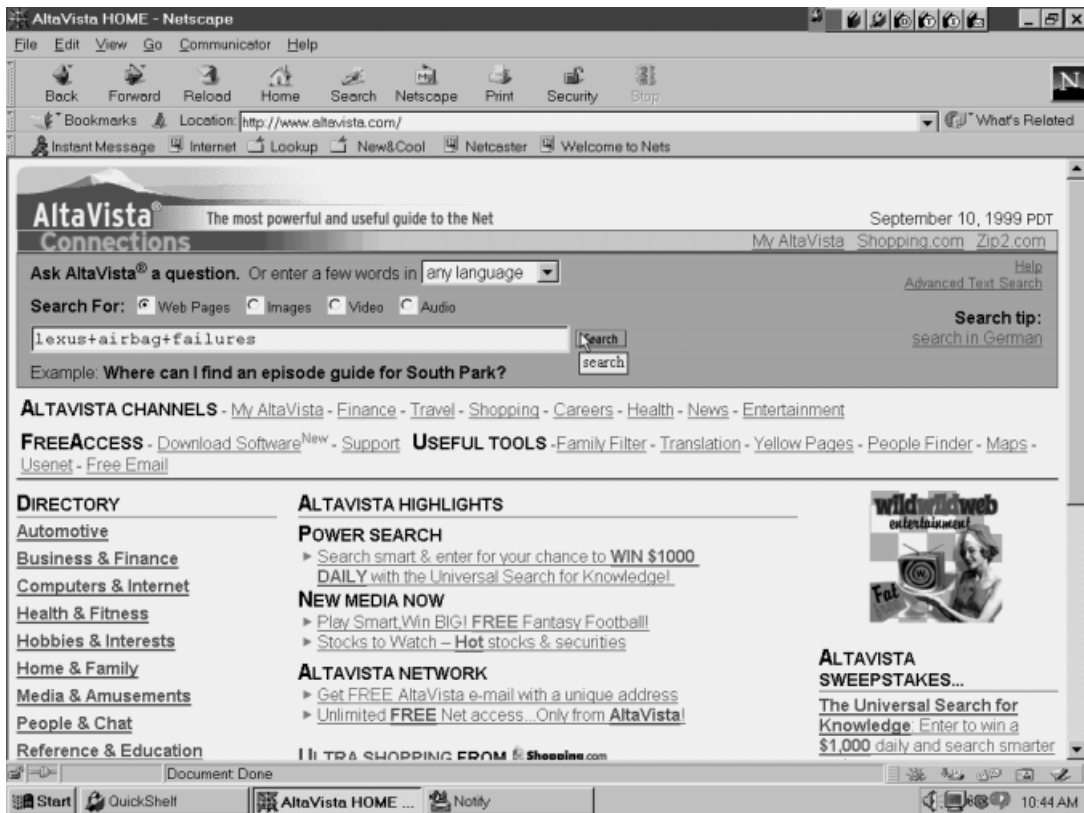 AltaVista HOME - Netscape
File Edit View Go Communicator Help
Back Forward Reload Home Search Netscape Print Security Stop
N
Bookmarks Location: http://www.altavista.com/ What's Related
Instant Message Internet Lookup New&Cool Netcaster Welcome to Nets
AltaVista® The most powerful and useful guide to the Net September 10, 1999 PDT
Connections My AltaVista Shopping.com Zip2.com
Ask AltaVista® a question. Or enter a few words in any language Help
Advanced Text Search
Search For: Web Pages Images Video Audio
Search tip:
lexus+airbag+failures Search search in German
search
Example: Where can I find an episode guide for South Park?
ALTAVISTA CHANNELS - My AltaVista - Finance - Travel - Shopping - Careers - Health - News - Entertainment
FREEACCESS - Download Software New - Support USEFUL TOOLS -Family Filter - Translation - Yellow Pages - People Finder - Maps -
Usenet - Free Email
DIRECTORY
Automotive
Business & Finance
Computers & Internet
Health & Fitness
Hobbies & Interests
Home & Family
Media & Amusements
People & Chat
Reference & Education
ALTAVISTA HIGHLIGHTS
POWER SEARCH
Search smart & enter for your chance to WIN $1000
DAILY with the Universal Search for Knowledge!
NEW MEDIA NOW
Play Smart,Win BIG! FREE Fantasy Football!
Stocks to Watch – Hot stocks & securities
ALTAVISTA NETWORK
Get FREE AltaVista e-mail with a unique address
Unlimited FREE Net access...Only from AltaVista!
ULTRA SHOPPING FROM Shopping.com
wildwildweb
entertainment
Fat
ALTAVISTA
SWEEPSTAKES...
The Universal Search for
Knowledge: Enter to win a
$1,000 daily and search smarter
Document: Done
Start QuickShelf AltaVista HOME ... Notify 10:44 AM